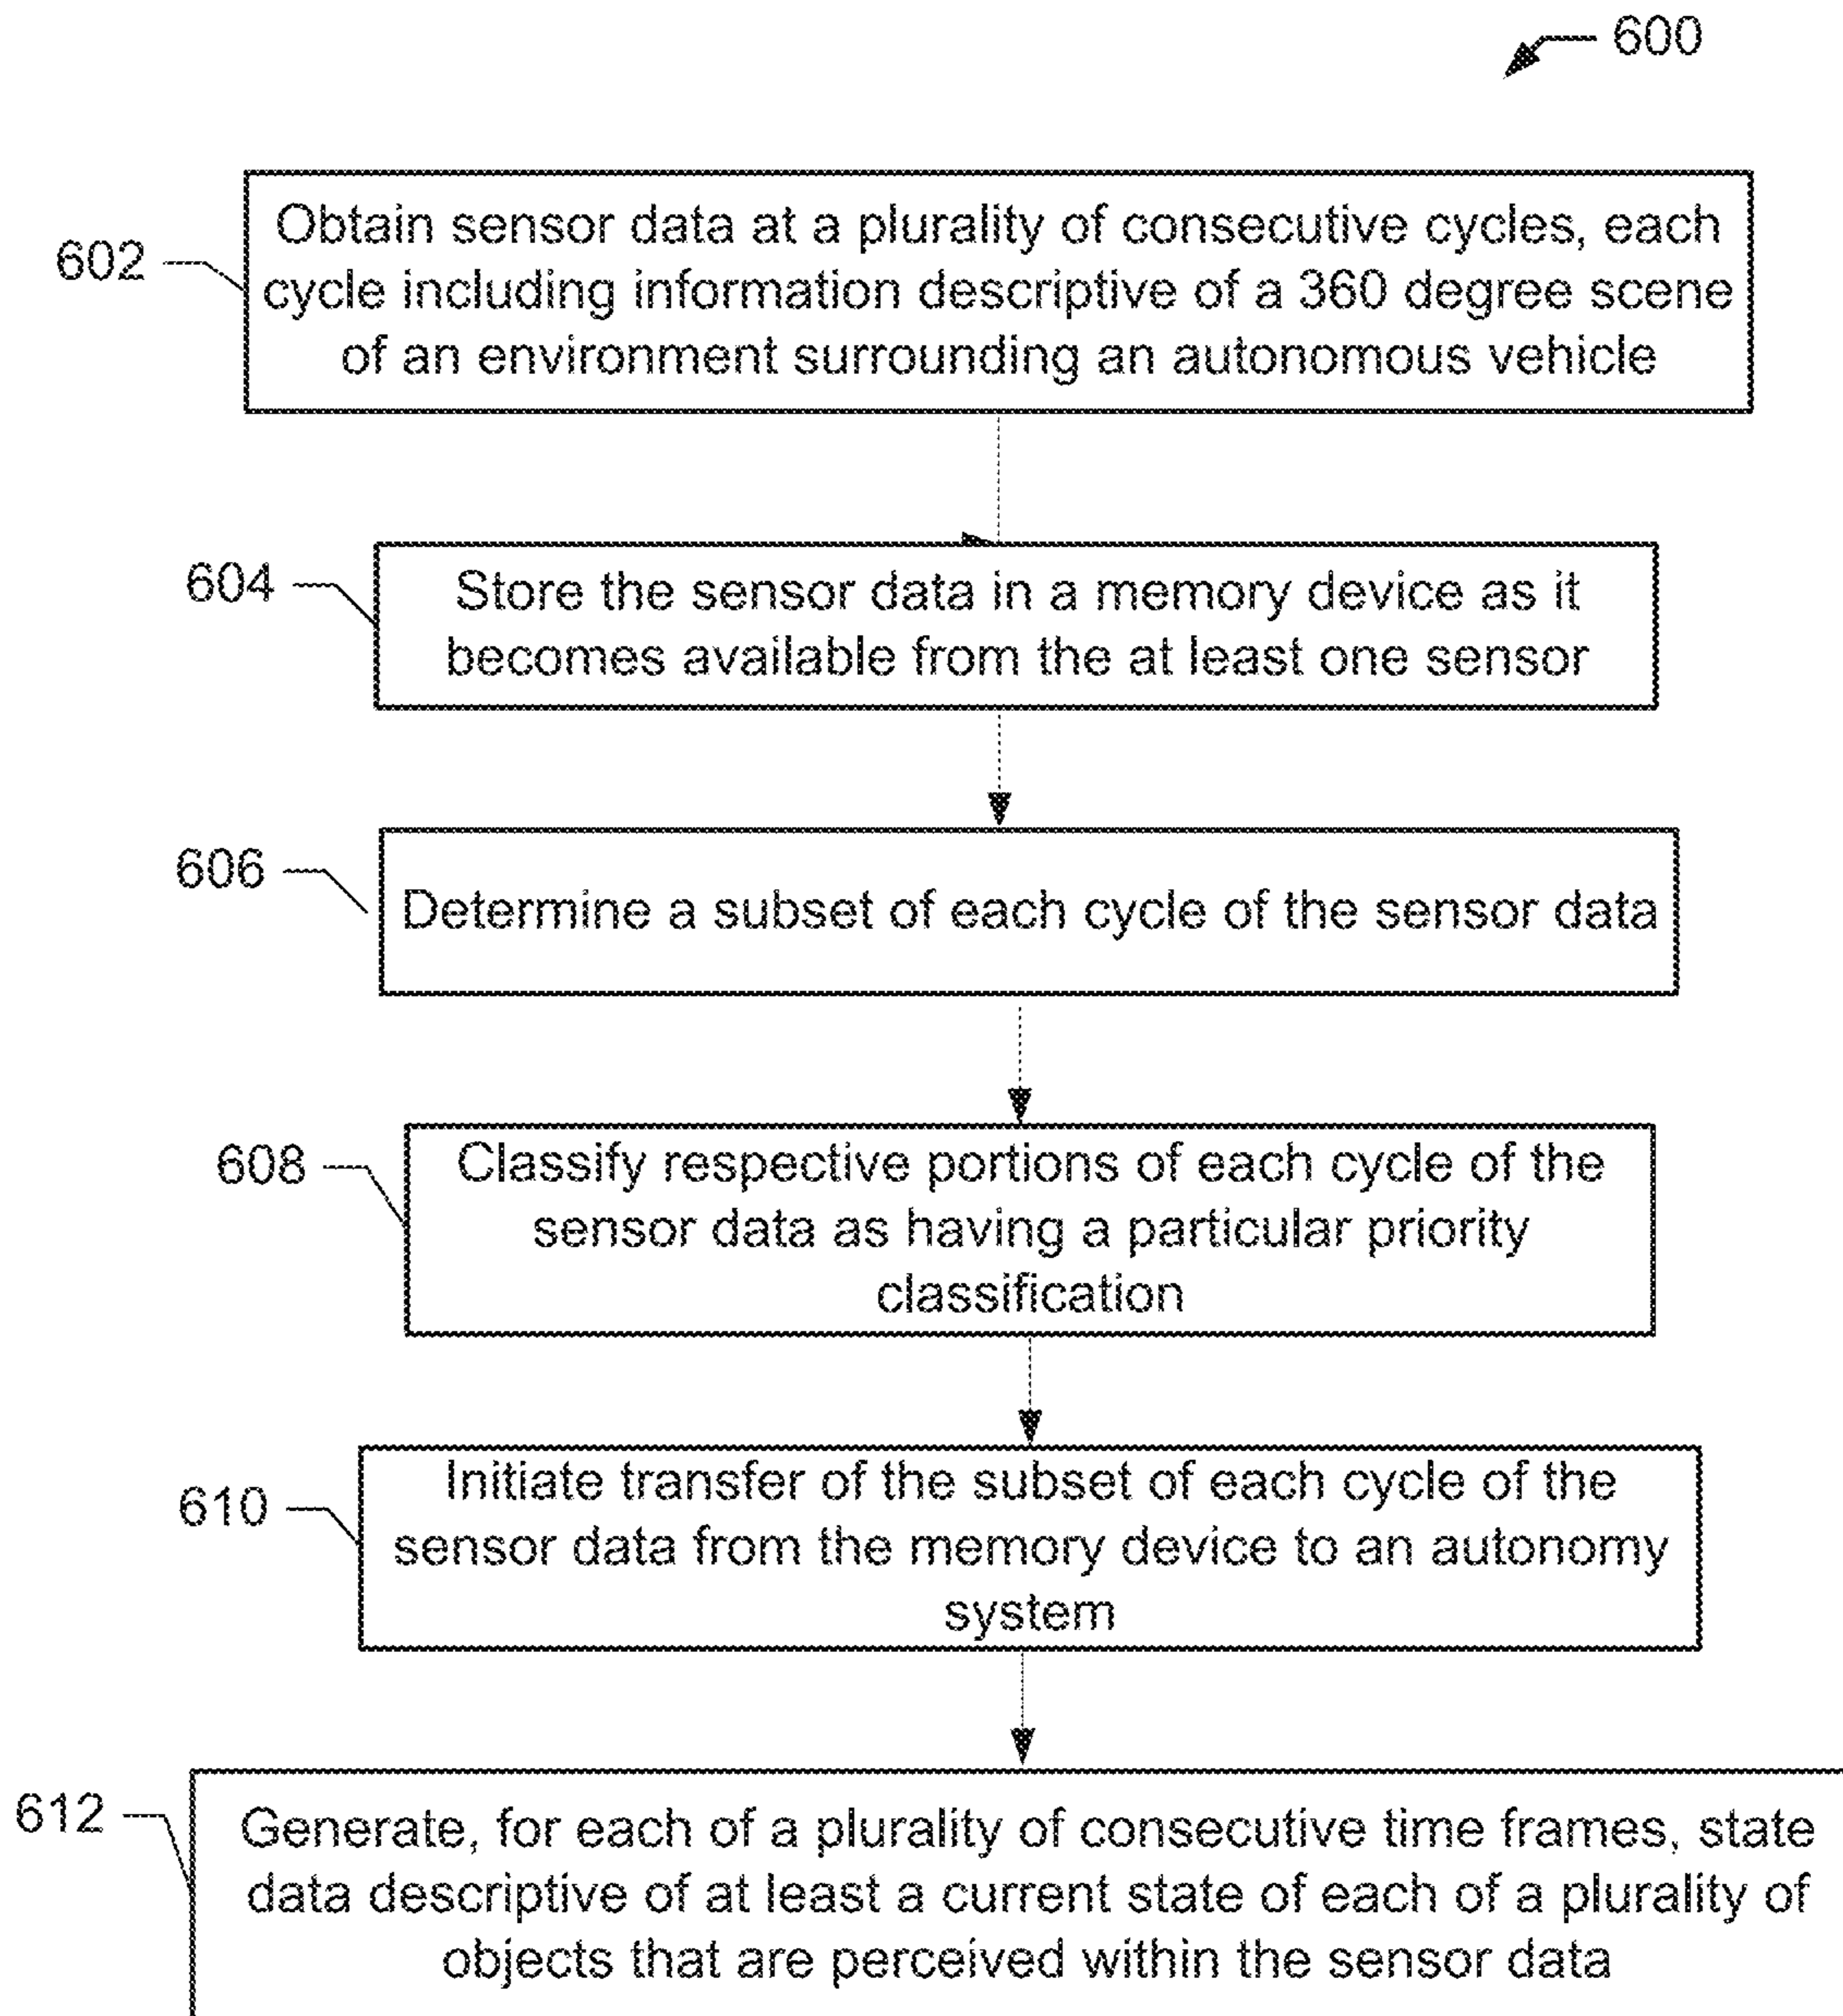 600
602
Obtain sensor data at a plurality of consecutive cycles, each
cycle including information descriptive of a 360 degree scene
of an environment surrounding an autonomous vehicle
604
Store the sensor data in a memory device as it
becomes available from the at least one sensor
606
Determine a subset of each cycle of the sensor data
608
Classify respective portions of each cycle of the
sensor data as having a particular priority
classification
610
Initiate transfer of the subset of each cycle of the
sensor data from the memory device to an autonomy
system
612
Generate, for each of a plurality of consecutive time frames, state
data descriptive of at least a current state of each of a plurality of
objects that are perceived within the sensor data